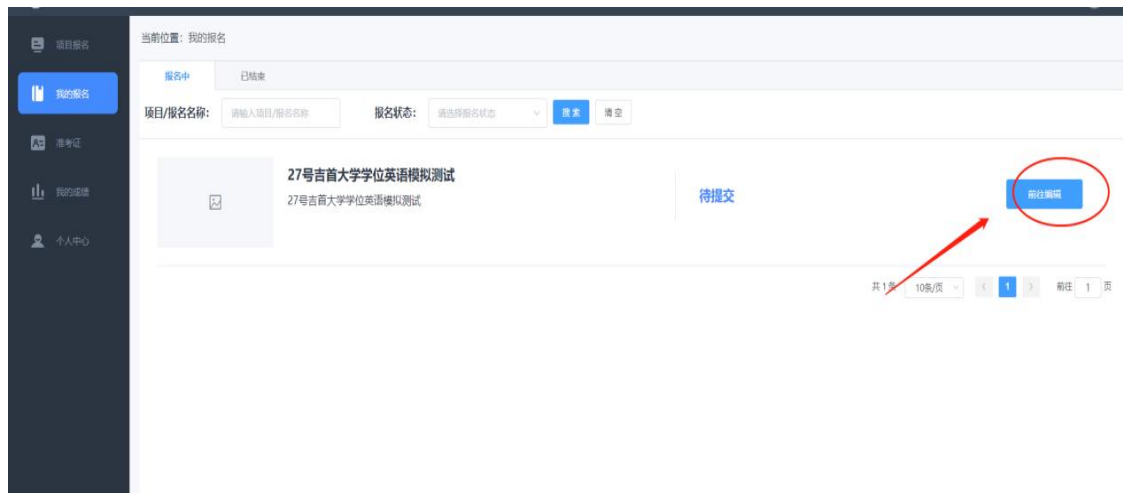 当前位置：我的报名
项目报名
我的报名
准考证
我的成绩
个人中心
报名中 已结束
项目/报名名称： 请输入项目/报名名称 报名状态： 请选择报名状态 搜索 清空
27号吉首大学学位英语模拟测试
27号吉首大学学位英语模拟测试
待提交
前往编辑
共1条 10条/页 1 前往 1 页